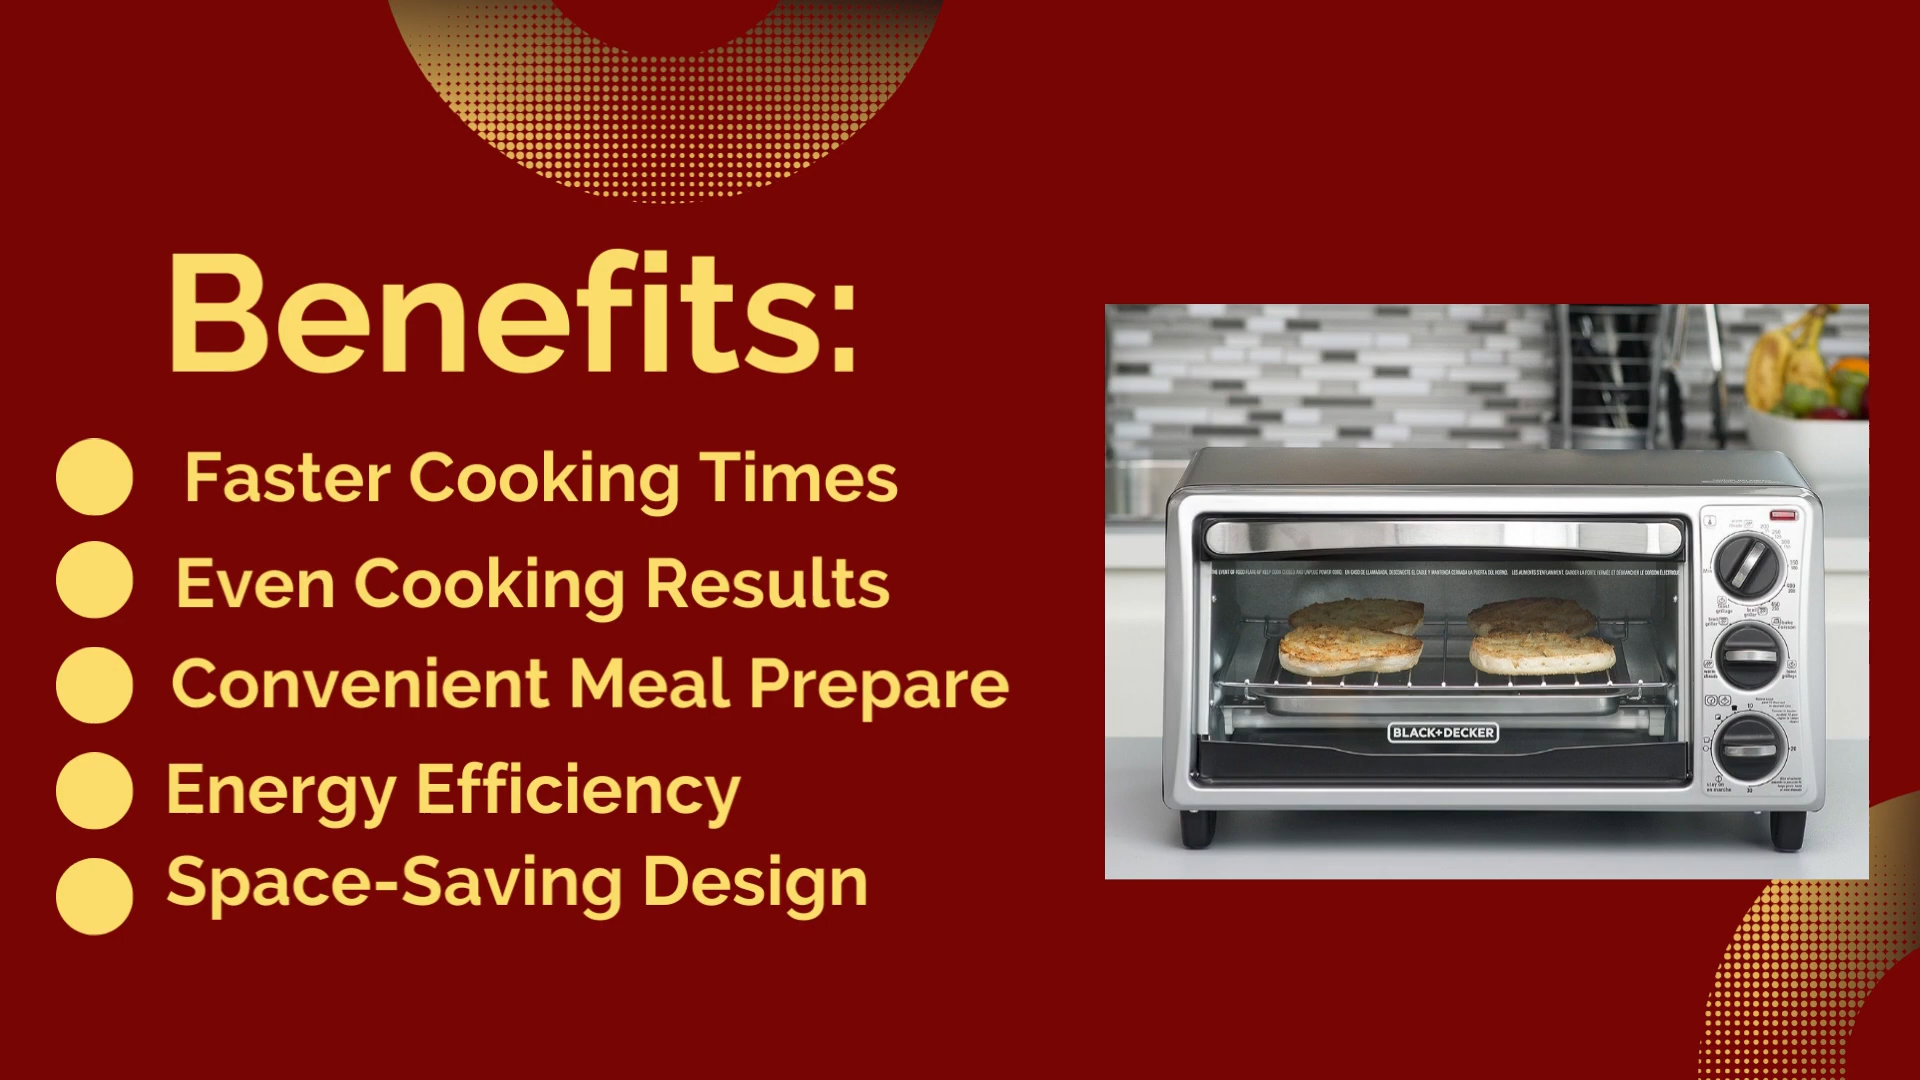 Benefits:
Faster Cooking Times
Even Cooking Results
Convenient Meal Prepare
Energy Efficiency
Space-Saving Design
BLACK+DECKER